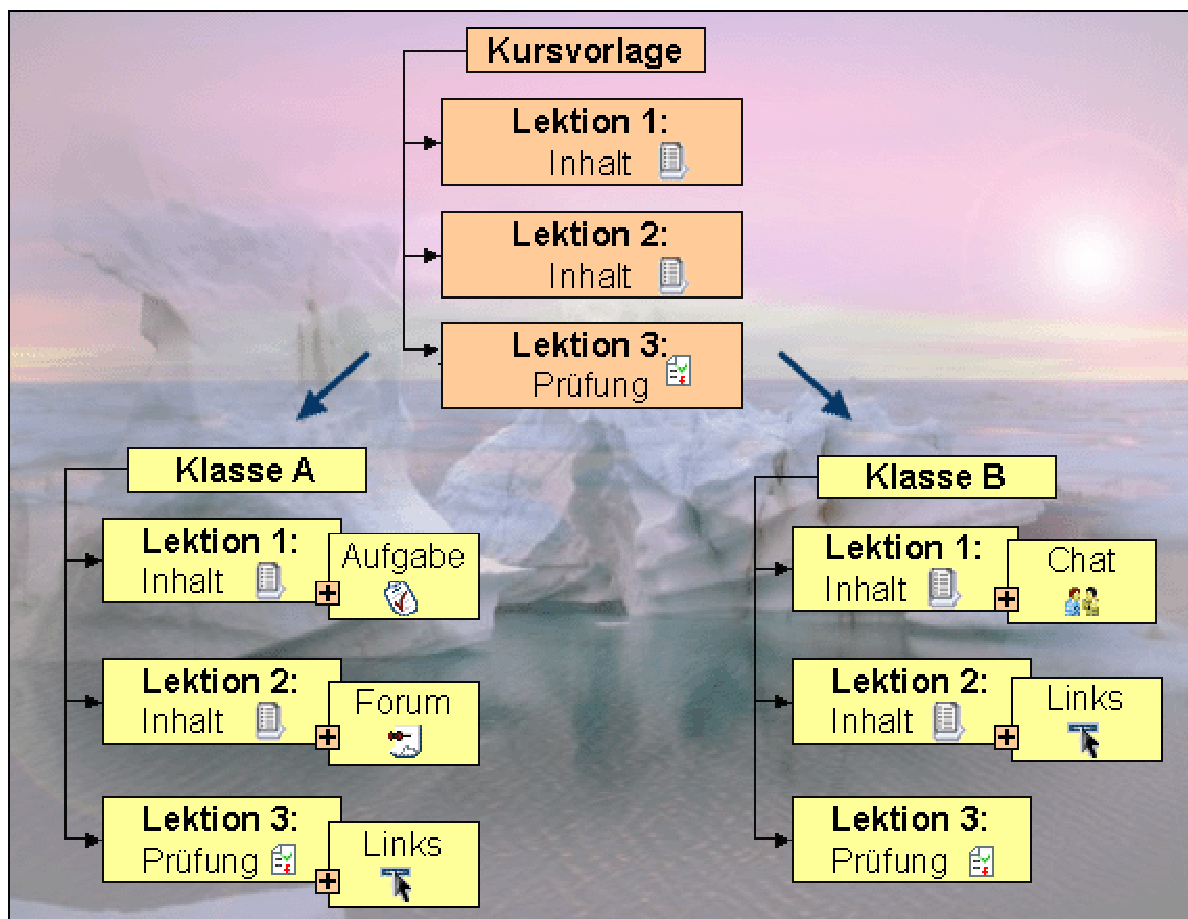 Kursvorlage
Lektion 1:
Inhalt
Lektion 2:
Inhalt
Lektion 3:
Prüfung
Klasse A
Lektion 1:
Inhalt
Aufgabe
Lektion 2:
Inhalt
Forum
Lektion 3:
Prüfung
Links
Klasse B
Lektion 1:
Inhalt
Chat
Lektion 2:
Inhalt
Links
Lektion 3:
Prüfung